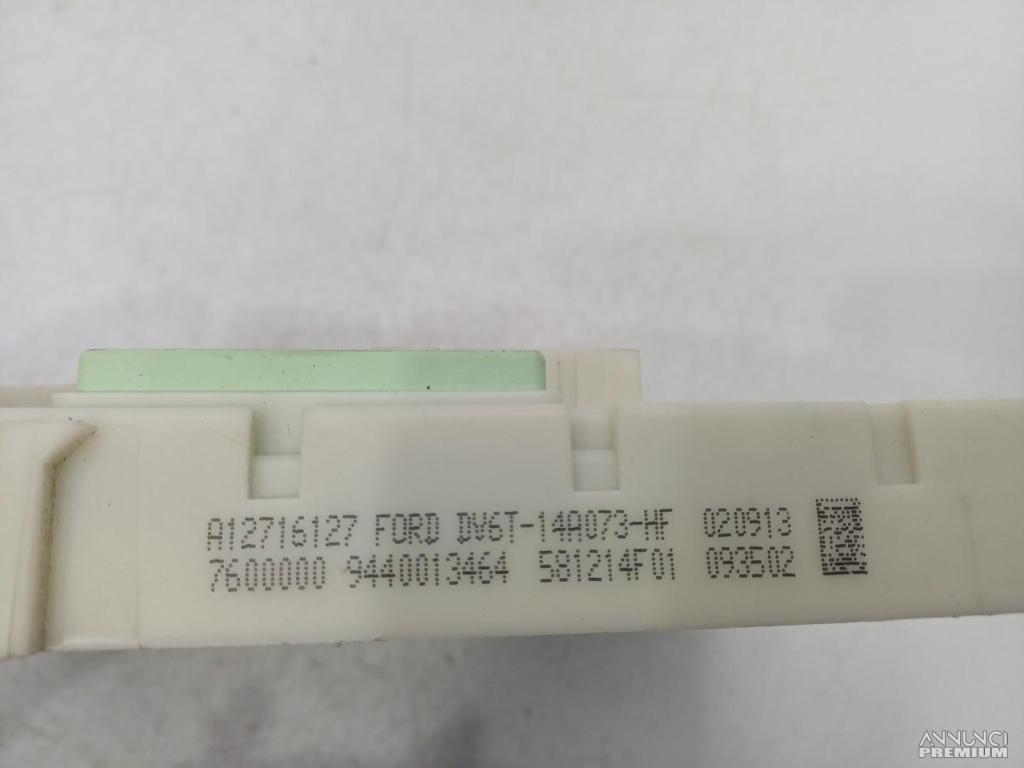 A12716127 FORD DV6T-14A073-HF 020913
7600000 9440013464 581214F01 093502
ANNUNCI
PREMIUM